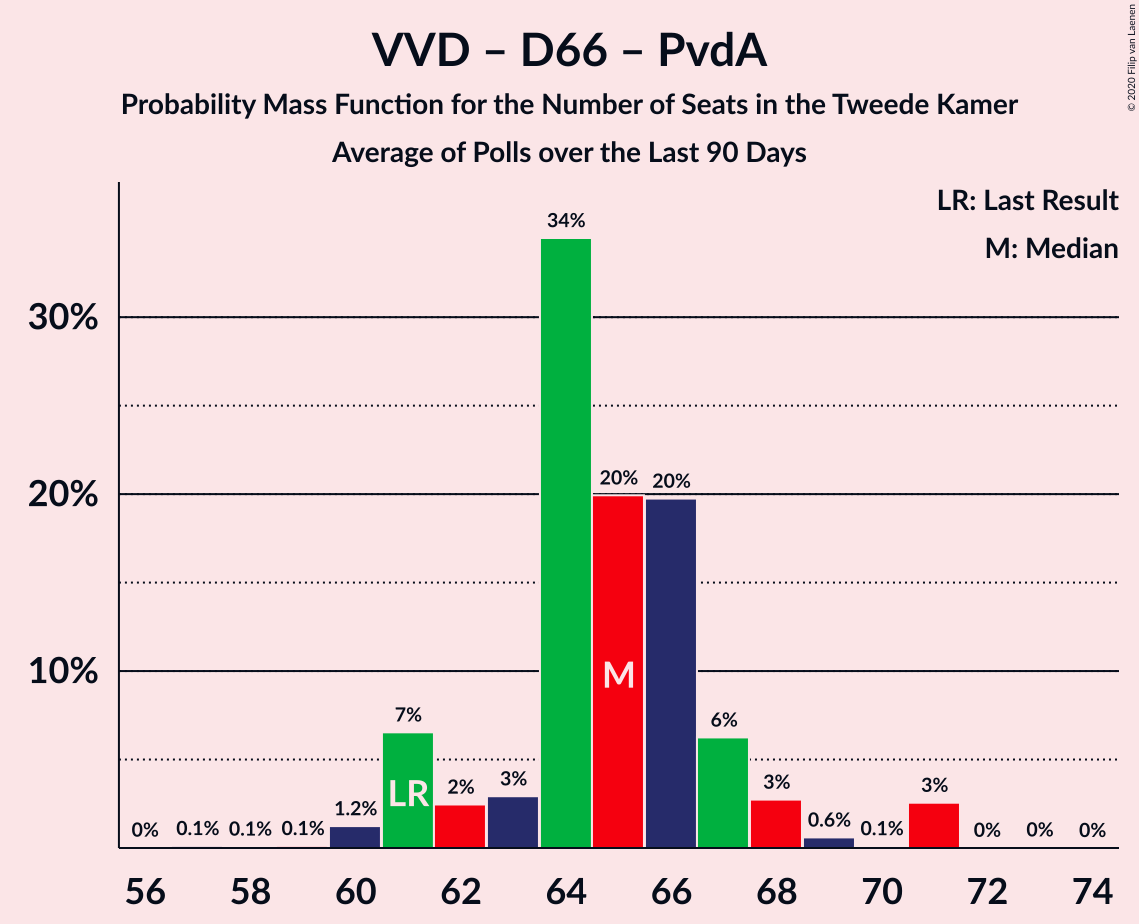 VVD – D66 – PvdA
Probability Mass Function for the Number of Seats in the Tweede Kamer
Average of Polls over the Last 90 Days
© 2020 Filip van Laenen
LR: Last Result
M: Median
34%
30%
20%
20% 20%
M
10%
7%
6%
LR
2%
3%
3%
3%
1.2%
0.6%
0% 0.1% 0.1% 0.1%
0.1%
0% 0% 0%
56 58 60 62 64 66 68 70 72 74